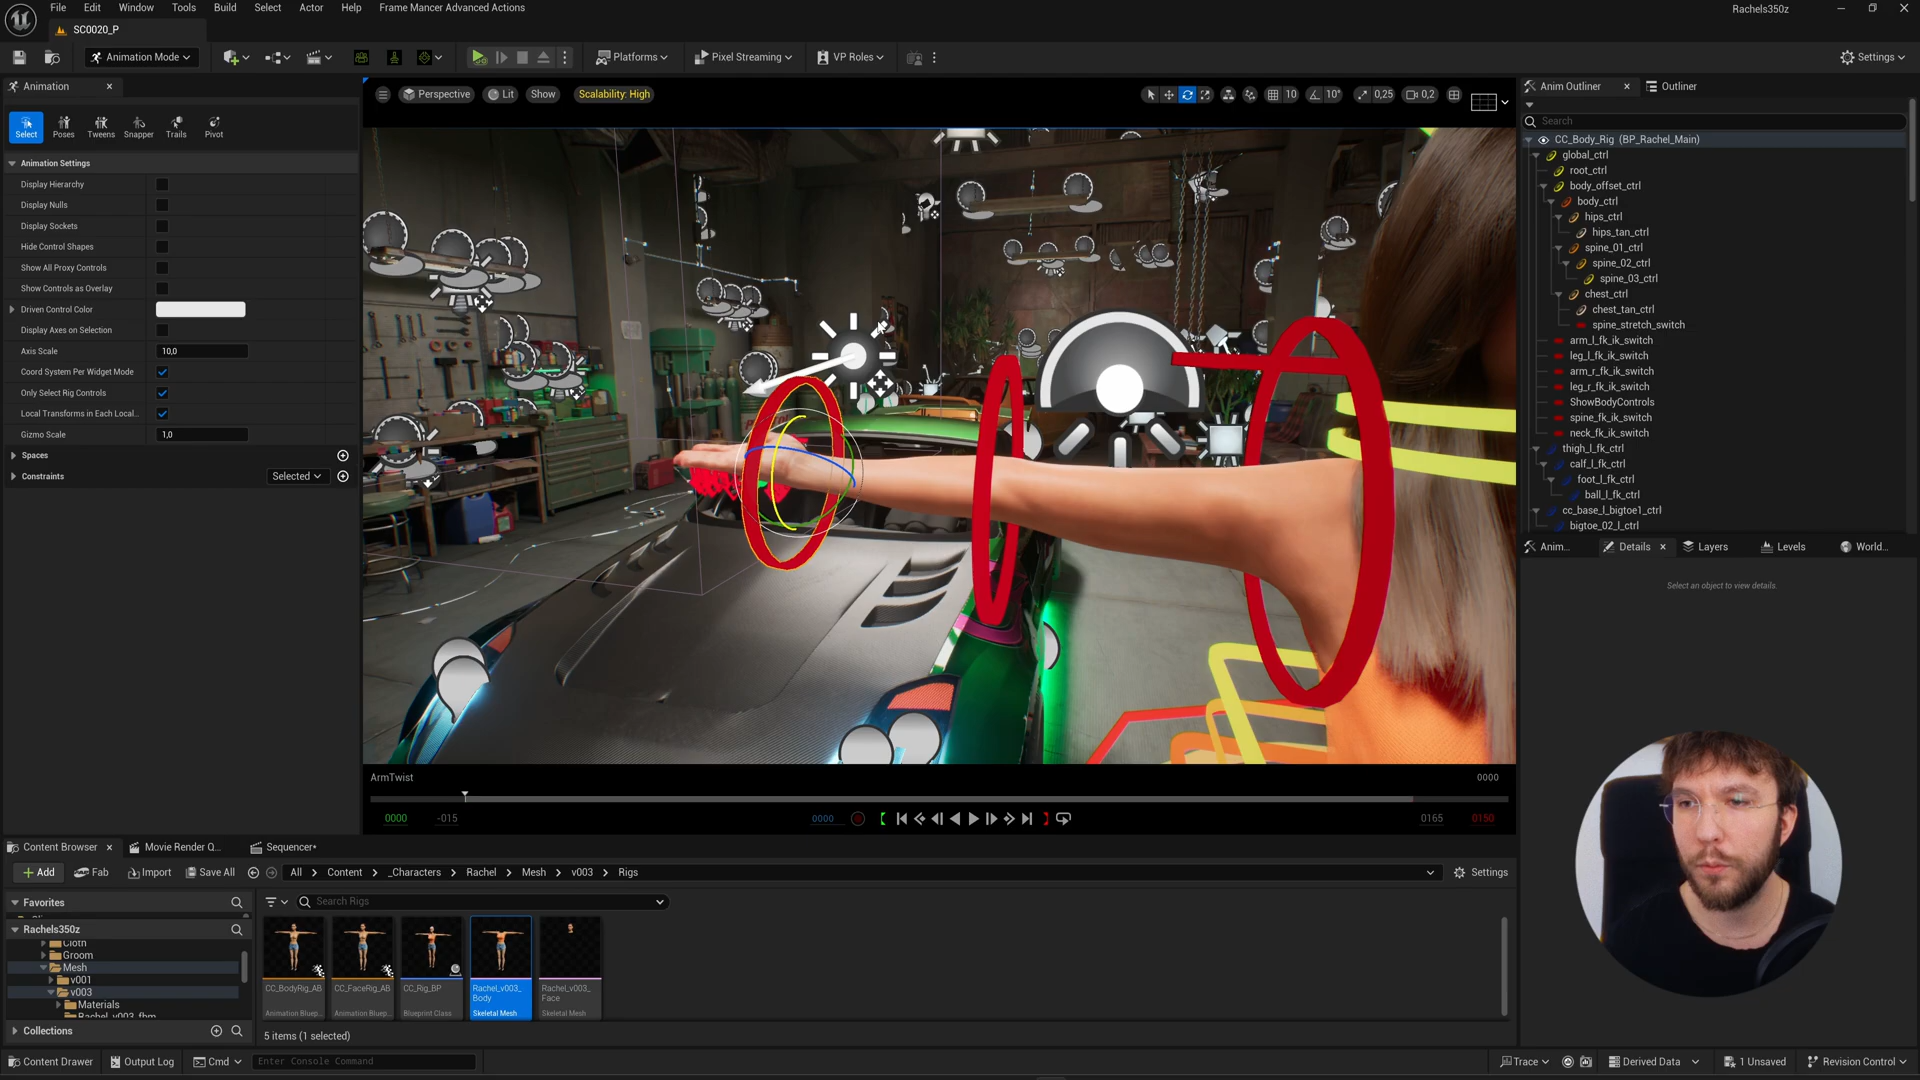 File Edit Window Tools Build Select Actor Help Frame Mancer Advanced Actions
Rachels350z
SC0020_P
Animation Mode
Platforms
Pixel Streaming
VP Roles
Settings
Animation
Select
Poses
Tweens
Snapper
Trails
Pivot
Animation Settings
Display Hierarchy
Display Nulls
Display Sockets
Hide Control Shapes
Show All Proxy Controls
Show Controls as Overlay
Driven Control Color
Display Axes on Selection
Axis Scale
10,0
Coord System Per Widget Mode
Only Select Rig Controls
Local Transforms in Each Local...
Gizmo Scale
1,0
Spaces
Constraints
Selected
Perspective
Lit
Show
Scalability: High
10
10°
0,25
0,2
ArmTwist
0000
0000
-015
0000
0165
0150
Anim Outliner
Outliner
Search
CC_Body_Rig (BP_Rachel_Main)
global_ctrl
root_ctrl
body_offset_ctrl
body_ctrl
hips_ctrl
hips_tan_ctrl
spine_01_ctrl
spine_02_ctrl
spine_03_ctrl
chest_ctrl
chest_tan_ctrl
spine_stretch_switch
arm_l_fk_ik_switch
leg_l_fk_ik_switch
arm_r_fk_ik_switch
leg_r_fk_ik_switch
ShowBodyControls
spine_fk_ik_switch
neck_fk_ik_switch
thigh_l_fk_ctrl
calf_l_fk_ctrl
foot_l_fk_ctrl
ball_l_fk_ctrl
cc_base_l_bigtoe1_ctrl
bigtoe_02_l_ctrl
Anim...
Details
Layers
Levels
World...
Select an object to view details.
Content Browser
Movie Render Q...
Sequencer*
Add
Fab
Import
Save All
All
Content
_Characters
Rachel
Mesh
v003
Rigs
Settings
Favorites
Search Rigs
Rachels350z
Cloth
Groom
Mesh
v001
v003
Materials
Rachel_v003_fbm
Collections
CC_BodyRig_AB
Animation Bluep...
CC_FaceRig_AB
Animation Bluep...
CC_Rig_BP
Blueprint Class
Rachel_v003_
Body
Skeletal Mesh
Rachel_v003_
Face
Skeletal Mesh
5 items (1 selected)
Content Drawer
Output Log
Cmd
Enter Console Command
Trace
Derived Data
1 Unsaved
Revision Control